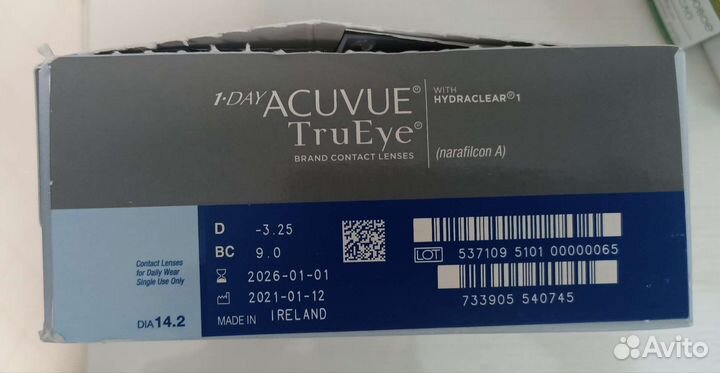 1·DAY ACUVUE®
TruEye®
BRAND CONTACT LENSES
WITH
HYDRACLEAR® 1
(narafilcon A)
D -3.25
BC 9.0
2026-01-01
2021-01-12
MADE IN IRELAND
Contact Lenses
for Daily Wear
Single Use Only
DIA 14.2
LOT 537109 5101 00000065
733905 540745
Avito